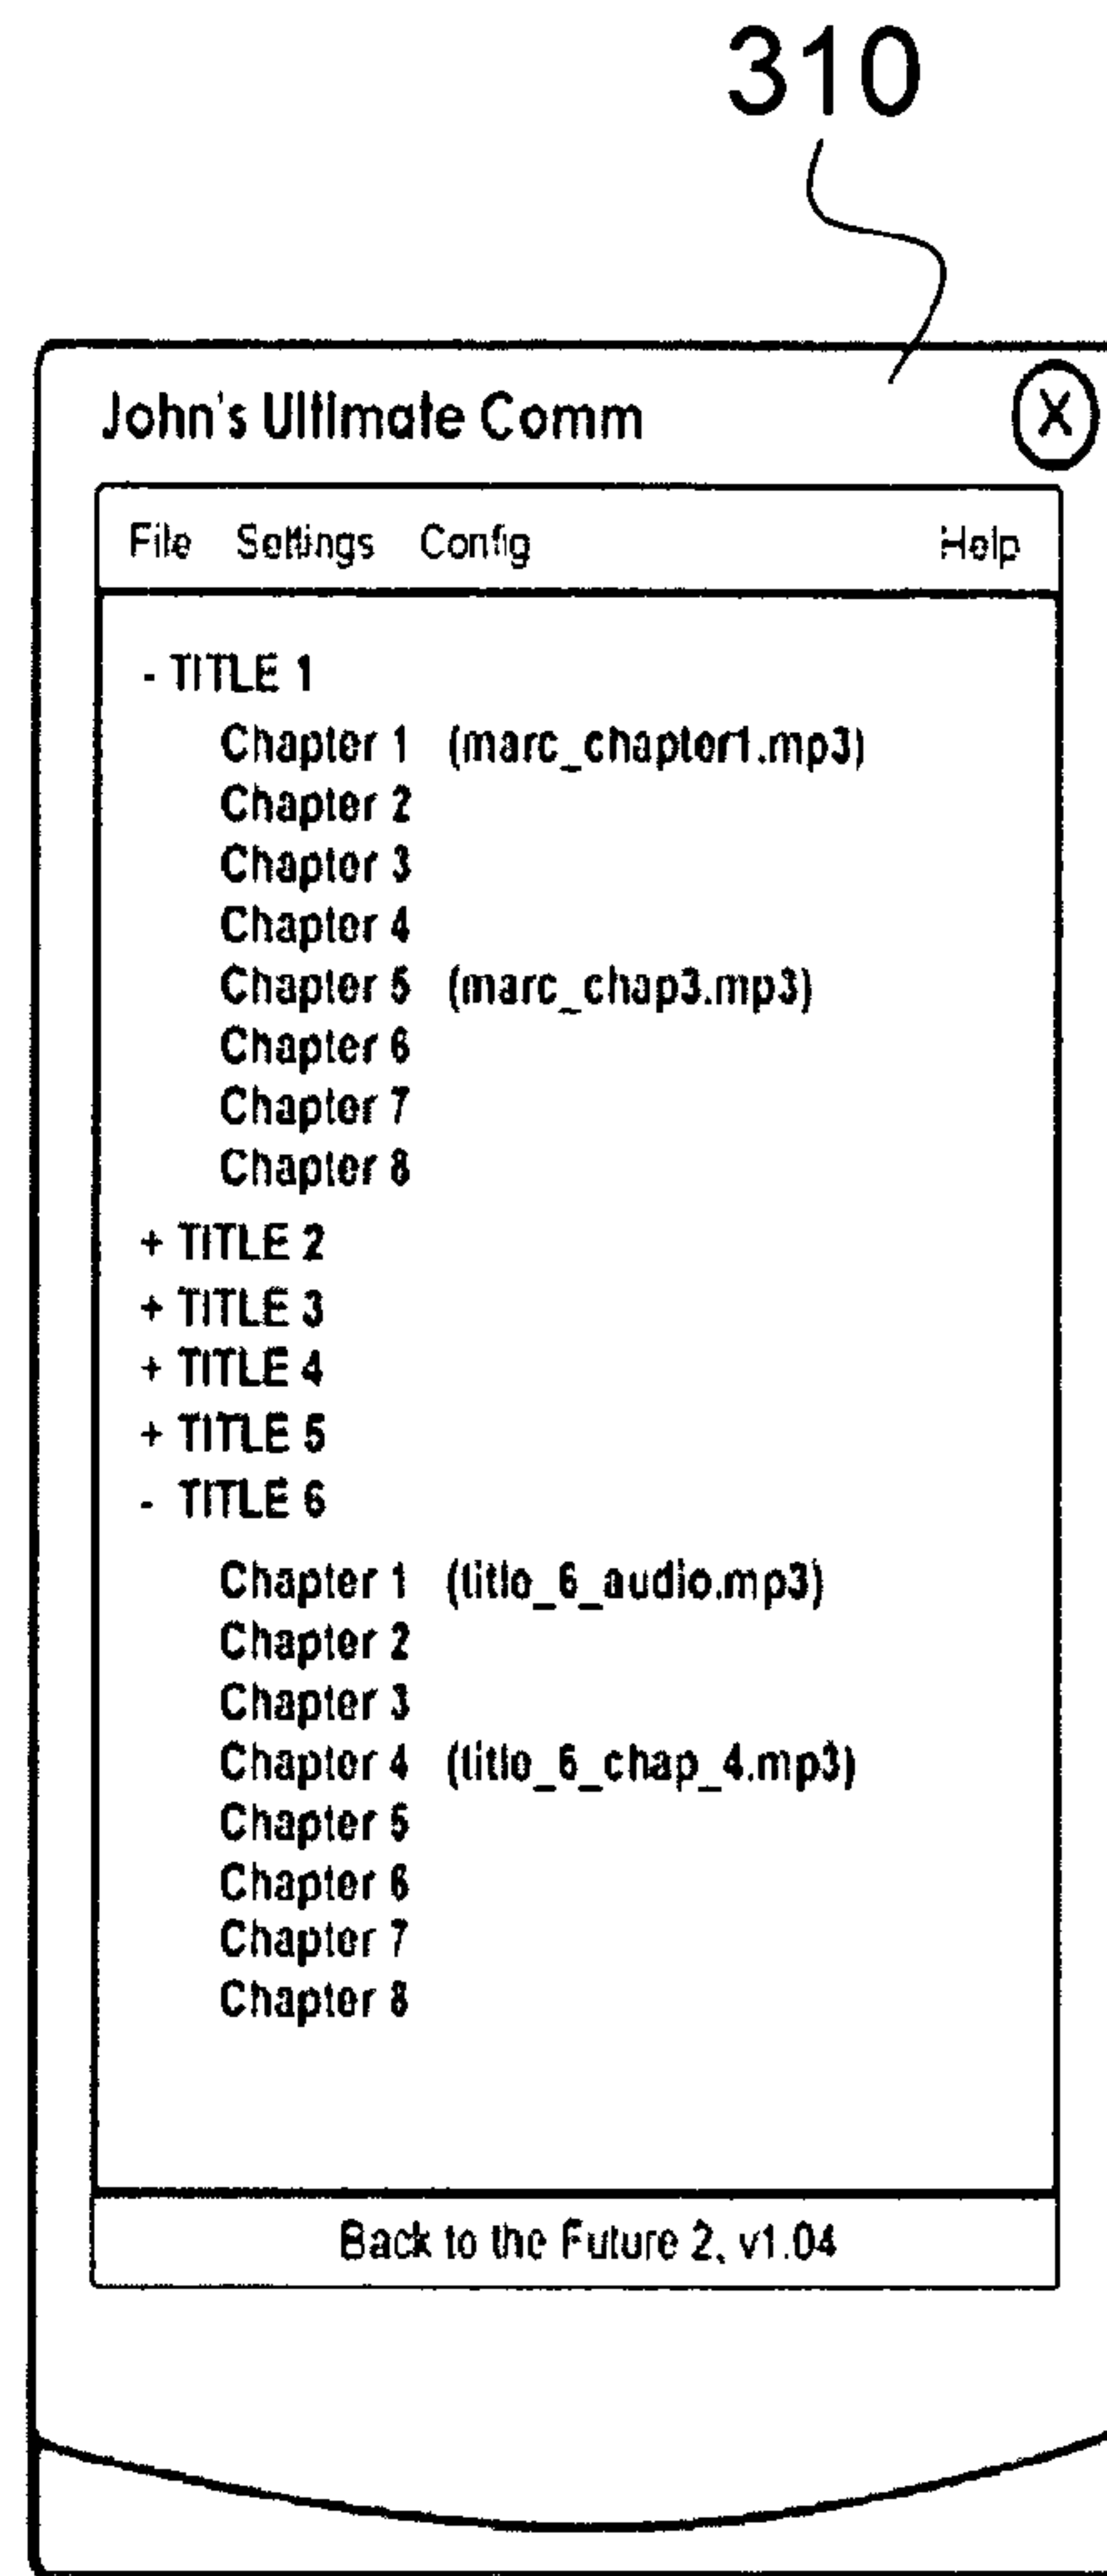 310
John's Ultimate Comm X
File Settings Config Help
- TITLE 1
Chapter 1 (marc_chapter1.mp3)
Chapter 2
Chapter 3
Chapter 4
Chapter 5 (marc_chap3.mp3)
Chapter 6
Chapter 7
Chapter 8
+ TITLE 2
+ TITLE 3
+ TITLE 4
+ TITLE 5
- TITLE 6
Chapter 1 (title_6_audio.mp3)
Chapter 2
Chapter 3
Chapter 4 (title_6_chap_4.mp3)
Chapter 5
Chapter 6
Chapter 7
Chapter 8
Back to the Future 2, v1.04